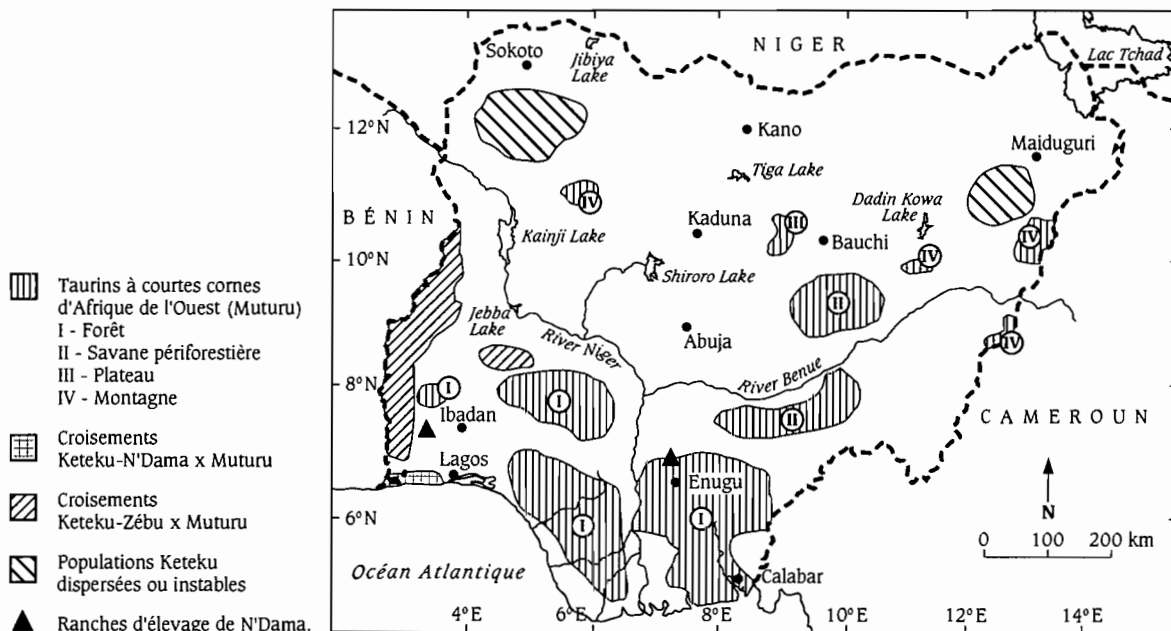 Taurins à courtes cornes
d'Afrique de l'Ouest (Muturu)
I - Forêt
II - Savane périforestière
III - Plateau
IV - Montagne
Croisements
Keteku-N'Dama x Muturu
Croisements
Keteku-Zébu x Muturu
Populations Keteku
dispersées ou instables
Ranches d'élevage de N'Dama.
NIGER
Lac Tchad
Sokoto
Jibiya
Lake
12°N
Kano
Maiduguri
Tiga Lake
IV
BÉNIN
Kainji Lake
Kaduna
III
Bauchi
Dadin Kowa
Lake
IV
IV
10°N
Shiroro Lake
II
Jebba
Lake
River Niger
Abuja
IV
River Benue
8°N
I
I
II
Ibadan
CAMEROUN
Lagos
Enugu
6°N
I
I
N
0 100 200 km
Océan Atlantique
Calabar
4°E
6°E
8°E
10°E
12°E
14°E